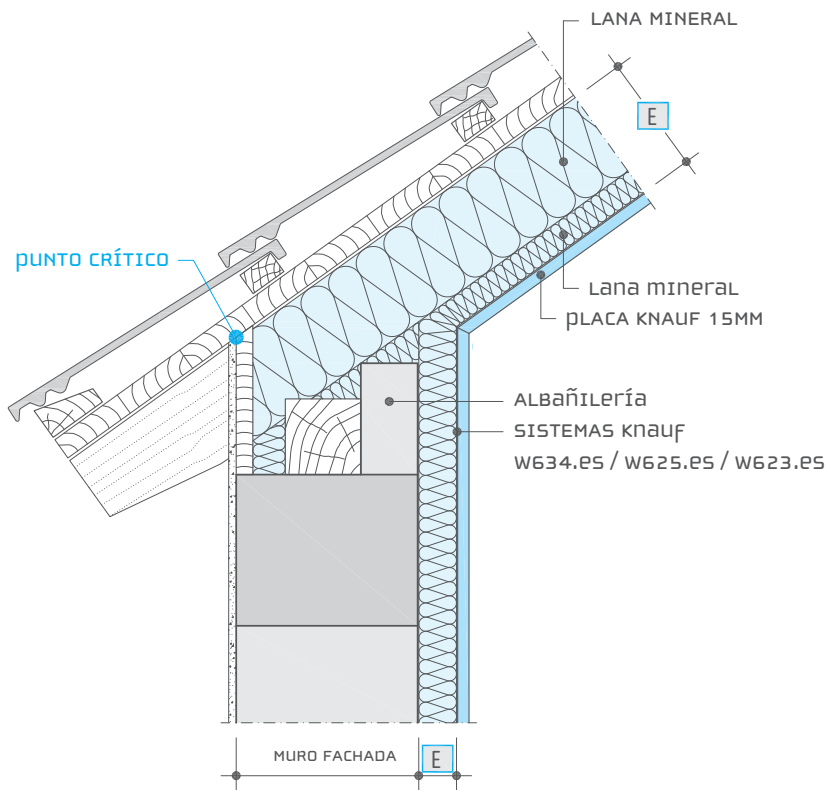 LANA MINERAL
E
PUNTO CRÍTICO
Lana mineral
PLACA KNAUF 15MM
ALBAÑILERÍA
SISTEMAS KNAUF
W634.es / W625.es / W623.es
MURO FACHADA
E